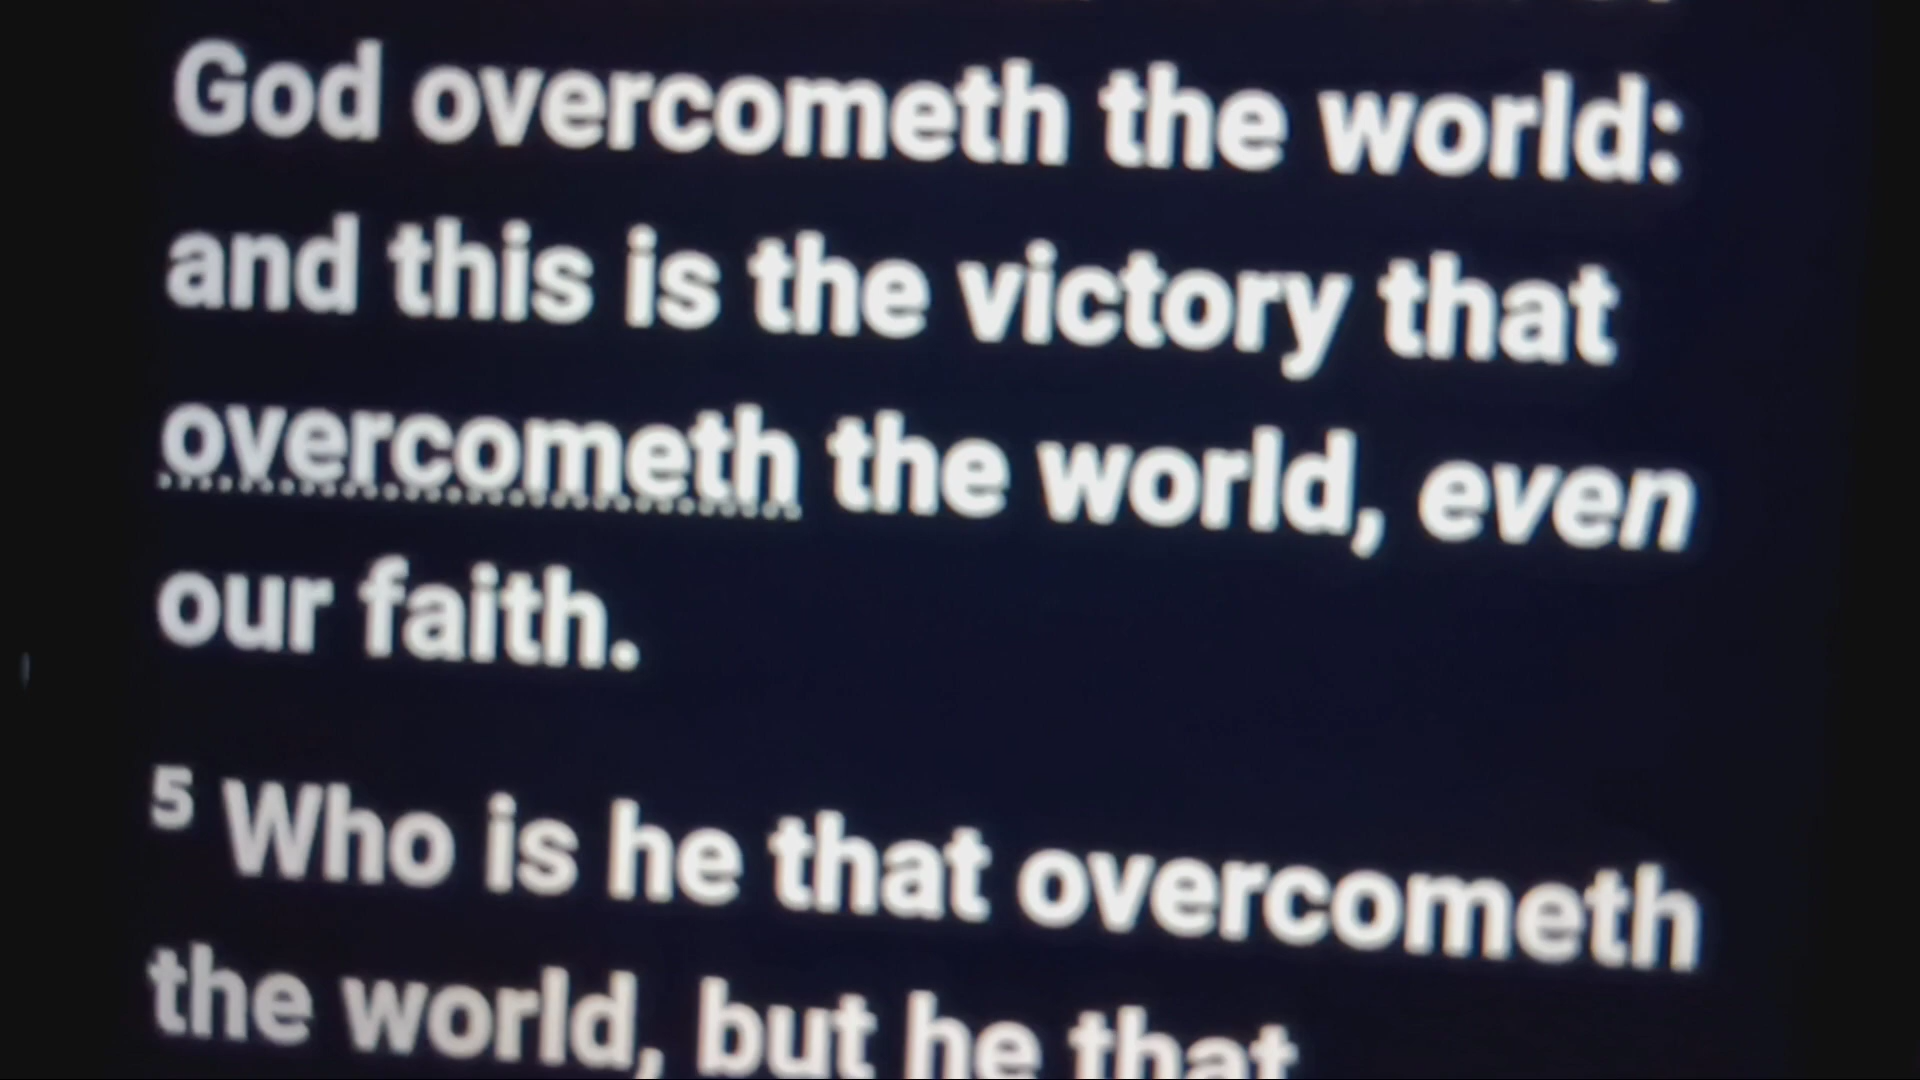 God overcometh the world:
and this is the victory that
overcometh the world, even
our faith.
5 Who is he that overcometh
the world, but he that